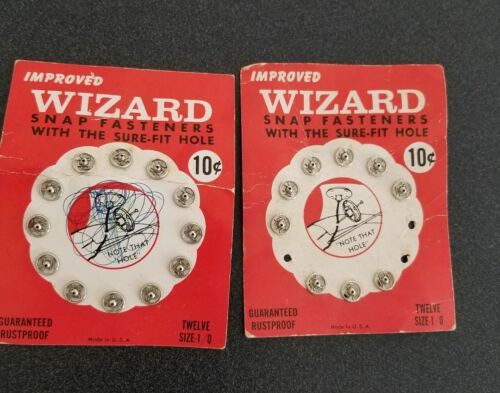 IMPROVED
WIZARD
SNAP FASTENERS
WITH THE SURE-FIT HOLE
10¢
"NOTE THAT
HOLE"
GUARANTEED
RUSTPROOF
Made in U.S.A.
TWELVE
SIZE-1/0
IMPROVED
WIZARD
SNAP FASTENERS
WITH THE SURE-FIT HOLE
10¢
"NOTE THAT
HOLE"
GUARANTEED
RUSTPROOF
Made in U.S.A.
TWELVE
SIZE-1/0